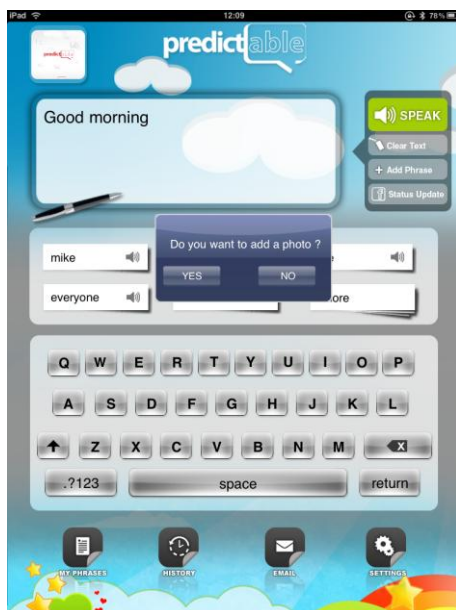 iPad
12:09
78%
predictable
predictable
Good morning
SPEAK
Clear Text
+ Add Phrase
Status Update
Do you want to add a photo ?
YES
NO
mike
everyone
Q W E R T Y U I O P
A S D F G H J K L
Z X C V B N M
.?123
space
return
MY PHRASES
HISTORY
EMAIL
SETTINGS